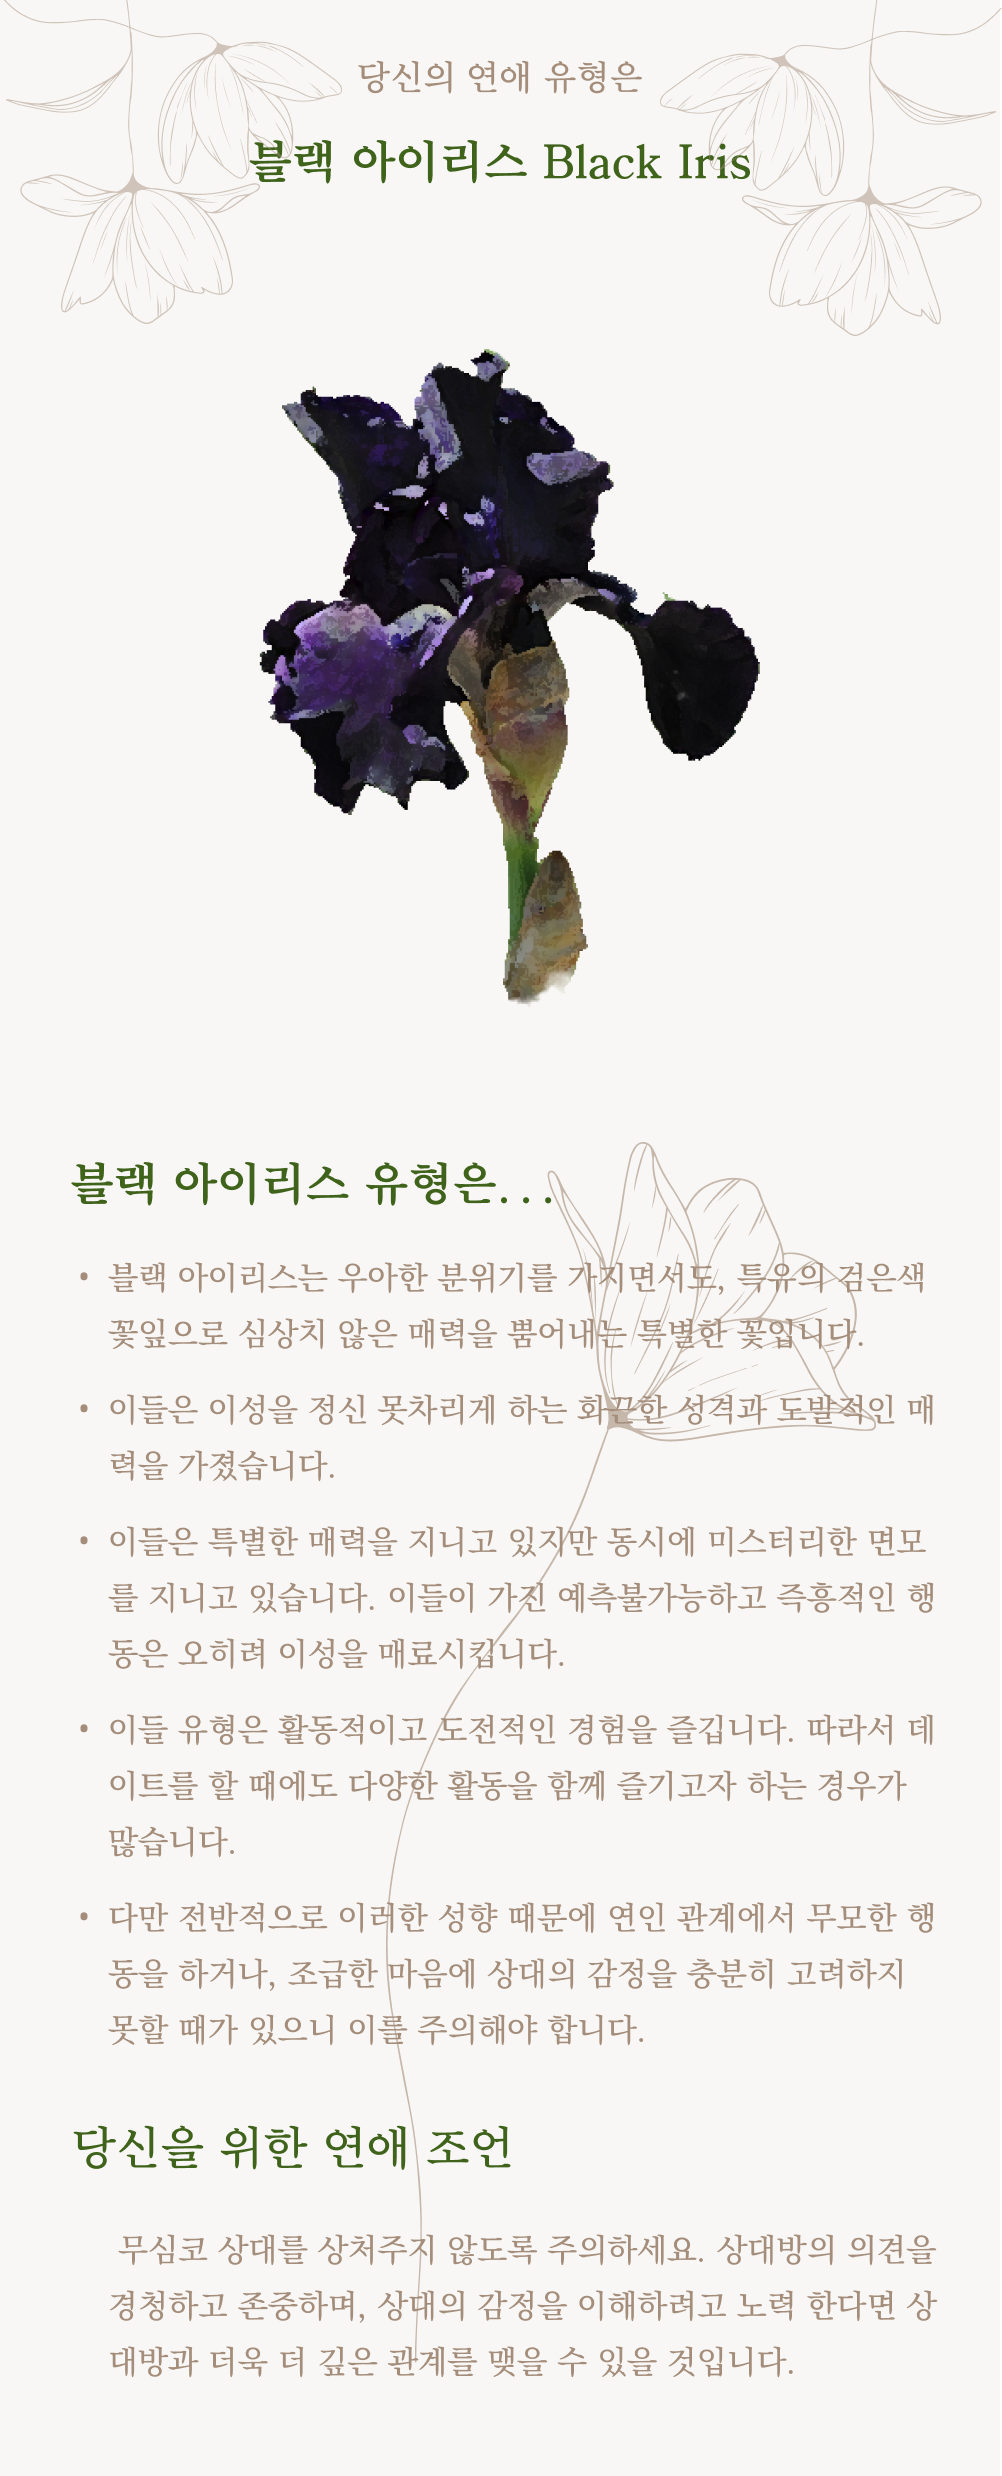 당신의 연애 유형은
블랙 아이리스 Black Iris
블랙 아이리스 유형은...
• 블랙 아이리스는 우아한 분위기를 가지면서도, 특유의 검은색
꽃잎으로 심상치 않은 매력을 뿜어내는 특별한 꽃입니다.
• 이들은 이성을 정신 못차리게 하는 화끈한 성격과 도발적인 매
력을 가졌습니다.
• 이들은 특별한 매력을 지니고 있지만 동시에 미스터리한 면모
를 지니고 있습니다. 이들이 가진 예측불가능하고 즉흥적인 행
동은 오히려 이성을 매료시킵니다.
• 이들 유형은 활동적이고 도전적인 경험을 즐깁니다. 따라서 데
이트를 할 때에도 다양한 활동을 함께 즐기고자 하는 경우가
많습니다.
• 다만 전반적으로 이러한 성향 때문에 연인 관계에서 무모한 행
동을 하거나, 조급한 마음에 상대의 감정을 충분히 고려하지
못할 때가 있으니 이를 주의해야 합니다.
당신을 위한 연애 조언
무심코 상대를 상처주지 않도록 주의하세요. 상대방의 의견을
경청하고 존중하며, 상대의 감정을 이해하려고 노력 한다면 상
대방과 더욱 더 깊은 관계를 맺을 수 있을 것입니다.